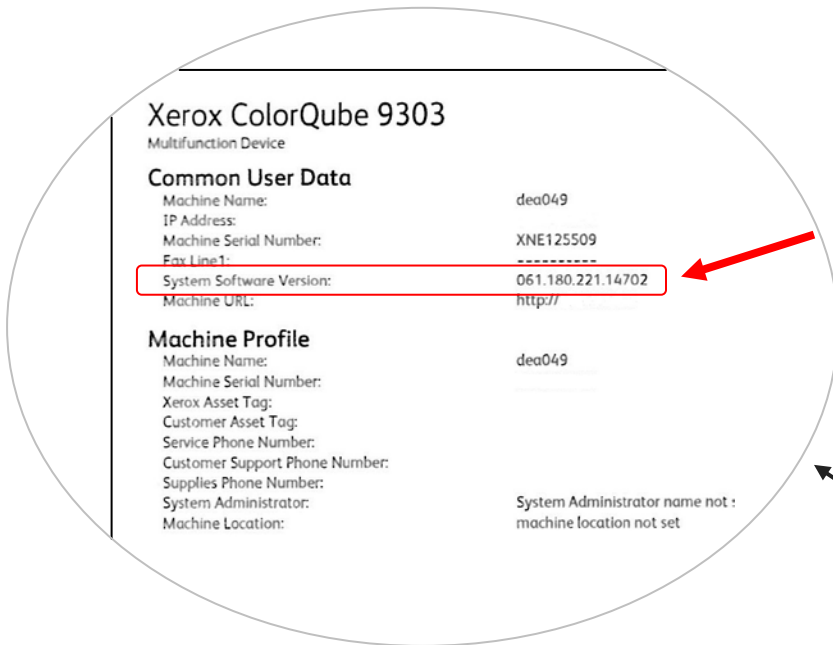 Xerox ColorQube 9303
Multifunction Device
Common User Data
Machine Name: dea049
IP Address:
Machine Serial Number: XNE125509
Fax Line1: ----------
System Software Version: 061.180.221.14702
Machine URL: http://
Machine Profile
Machine Name: dea049
Machine Serial Number:
Xerox Asset Tag:
Customer Asset Tag:
Service Phone Number:
Customer Support Phone Number:
Supplies Phone Number:
System Administrator: System Administrator name not
Machine Location: machine location not set